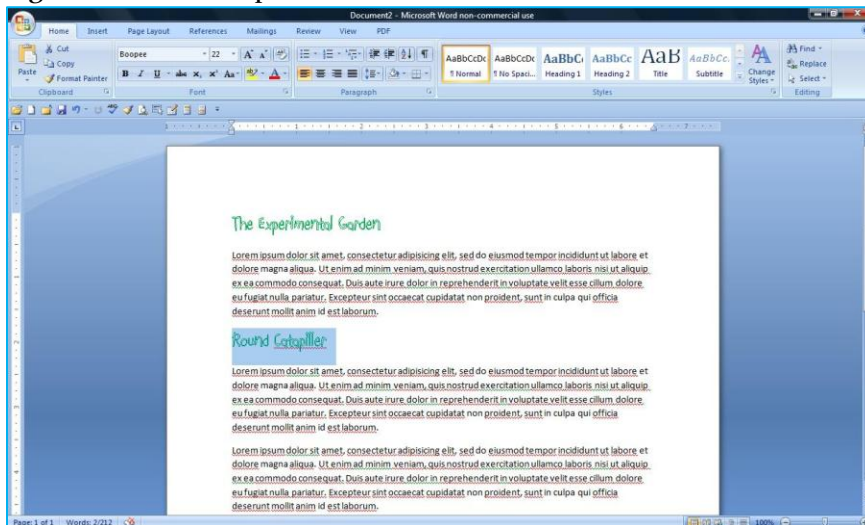 Document2 - Microsoft Word non-commercial use
Home Insert Page Layout References Mailings Review View PDF
Cut
Copy
Format Painter
Paste
Clipboard
Boopee 22
Font
Paragraph
AaBbCcDc AaBbCcDc AaBbC AaBbCc AaB AaBbCc.
¶ Normal ¶ No Spaci... Heading 1 Heading 2 Title Subtitle
Change Styles
Styles
Find
Replace
Select
Editing
The Experimental Garden
Lorem ipsum dolor sit amet, consectetur adipisicing elit, sed do eiusmod tempor incididunt ut labore et
dolore magna aliqua. Ut enim ad minim veniam, quis nostrud exercitation ullamco laboris nisi ut aliquip
ex ea commodo consequat. Duis aute irure dolor in reprehenderit in voluptate velit esse cillum dolore
eu fugiat nulla pariatur. Excepteur sint occaecat cupidatat non proident, sunt in culpa qui officia
deserunt mollit anim id est laborum.
Round Catapiller
Lorem ipsum dolor sit amet, consectetur adipisicing elit, sed do eiusmod tempor incididunt ut labore et
dolore magna aliqua. Ut enim ad minim veniam, quis nostrud exercitation ullamco laboris nisi ut aliquip
ex ea commodo consequat. Duis aute irure dolor in reprehenderit in voluptate velit esse cillum dolore
eu fugiat nulla pariatur. Excepteur sint occaecat cupidatat non proident, sunt in culpa qui officia
deserunt mollit anim id est laborum.
Lorem ipsum dolor sit amet, consectetur adipisicing elit, sed do eiusmod tempor incididunt ut labore et
dolore magna aliqua. Ut enim ad minim veniam, quis nostrud exercitation ullamco laboris nisi ut aliquip
ex ea commodo consequat. Duis aute irure dolor in reprehenderit in voluptate velit esse cillum dolore
eu fugiat nulla pariatur. Excepteur sint occaecat cupidatat non proident, sunt in culpa qui officia
deserunt mollit anim id est laborum.
Page: 1 of 1 Words: 2/212 100%